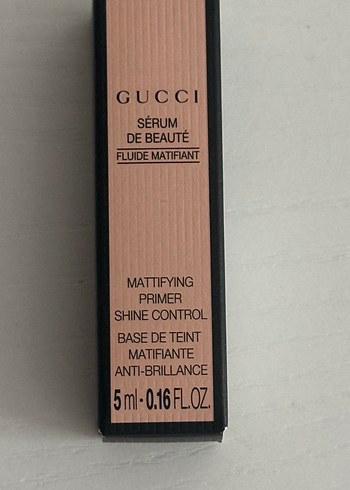 GUCCI
SÉRUM
DE BEAUTÉ
FLUIDE MATIFIANT
MATTIFYING
PRIMER
SHINE CONTROL
BASE DE TEINT
MATIFIANTE
ANTI-BRILLANCE
5 ml - 0.16 FL.OZ.